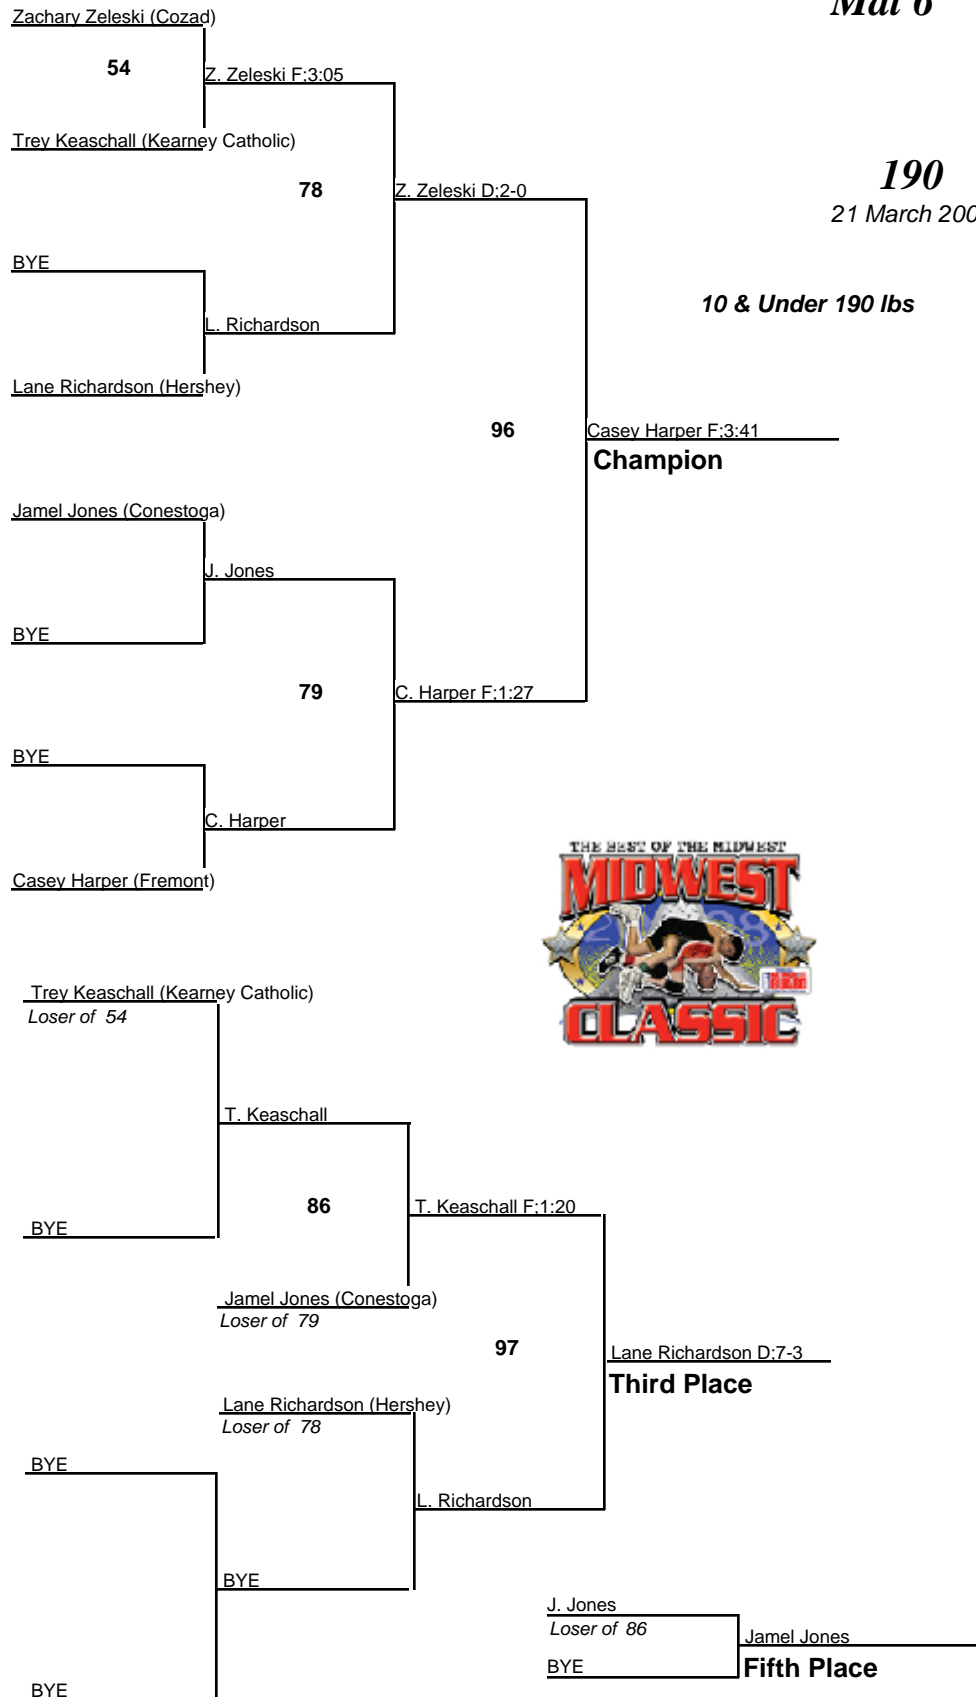 Zachary Zeleski (Cozad)
Mat 6
54
Z. Zeleski F;3:05
Trey Keaschall (Kearney Catholic)
78
Z. Zeleski D;2-0
190
21 March 200
BYE
10 & Under 190 lbs
L. Richardson
Lane Richardson (Hershey)
96
Casey Harper F;3:41
Champion
Jamel Jones (Conestoga)
J. Jones
BYE
79
C. Harper F;1:27
BYE
C. Harper
Casey Harper (Fremont)
THE BEST OF THE MIDWEST
MIDWEST
CLASSIC
Trey Keaschall (Kearney Catholic)
Loser of 54
T. Keaschall
86
T. Keaschall F;1:20
BYE
Jamel Jones (Conestoga)
Loser of 79
97
Lane Richardson D;7-3
Third Place
Lane Richardson (Hershey)
Loser of 78
BYE
L. Richardson
BYE
J. Jones
Loser of 86
Jamel Jones
BYE
Fifth Place
BYE